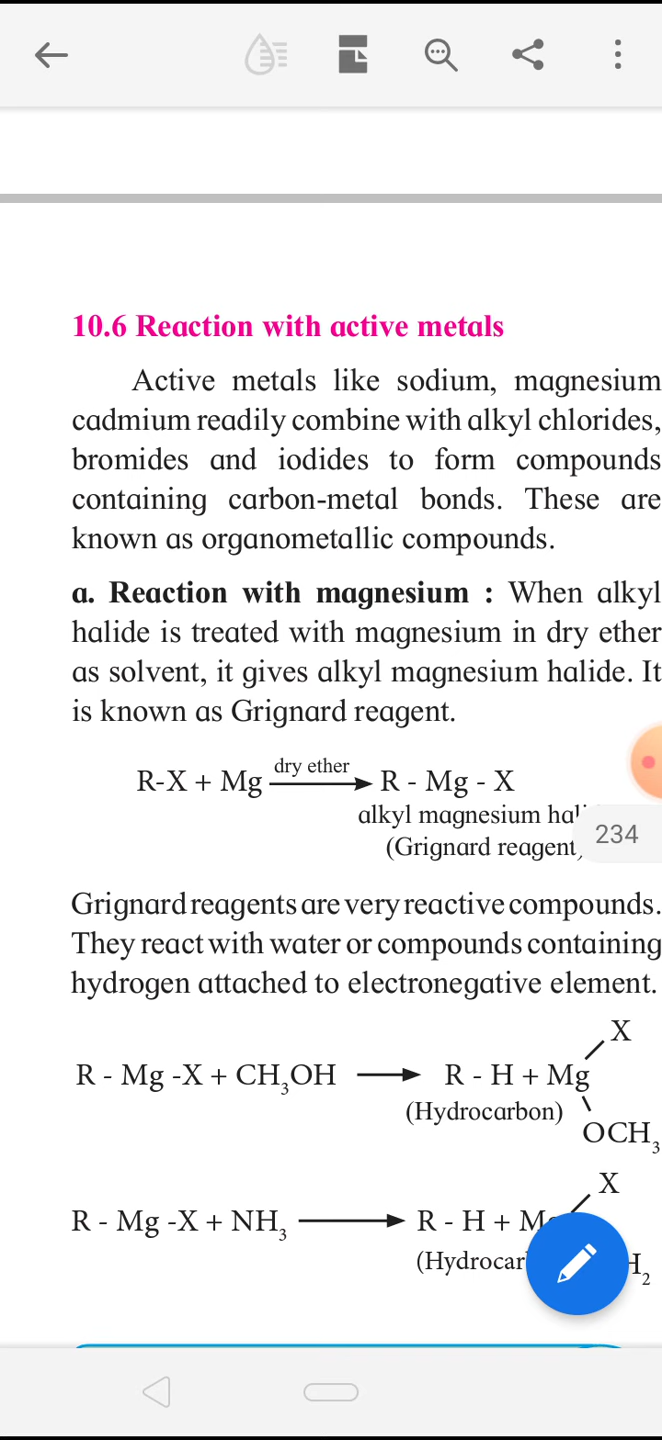 10.6 Reaction with active metals
Active metals like sodium, magnesium
cadmium readily combine with alkyl chlorides,
bromides and iodides to form compounds
containing carbon-metal bonds. These are
known as organometallic compounds.
a. Reaction with magnesium : When alkyl
halide is treated with magnesium in dry ether
as solvent, it gives alkyl magnesium halide. It
is known as Grignard reagent.
dry ether
R-X + Mg ⟶ R - Mg - X
alkyl magnesium
(Grignard reagent
234
Grignard reagents are very reactive compounds.
They react with water or compounds containing
hydrogen attached to electronegative element.
X
R - Mg -X + CH₃OH ⟶ R - H + Mg
(Hydrocarbon)
OCH₃
X
R - Mg -X + NH₃ ⟶ R - H +